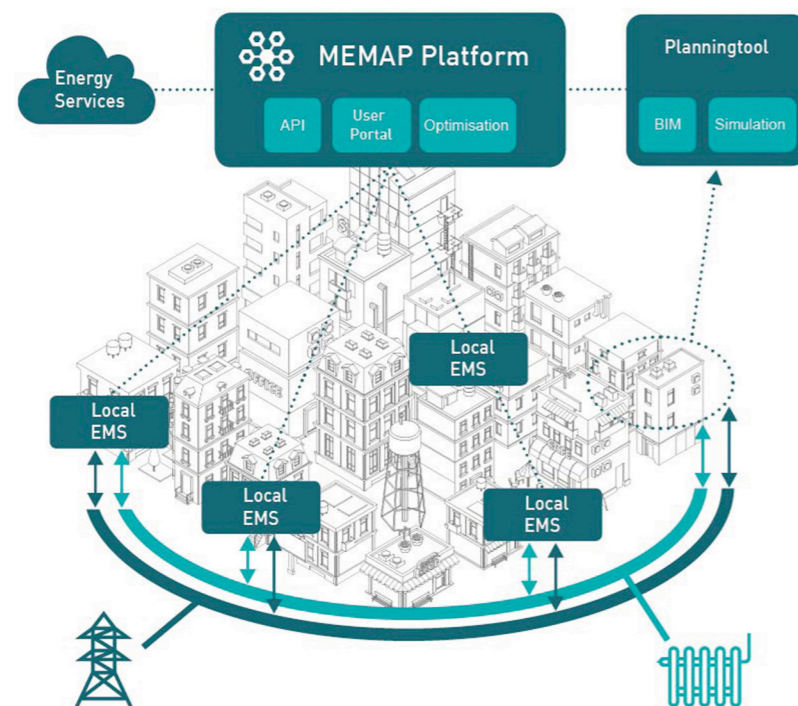 Energy
Services
MEMAP Platform
API
User
Portal
Optimisation
Planningtool
BIM
Simulation
Local
EMS
Local
EMS
Local
EMS
Local
EMS